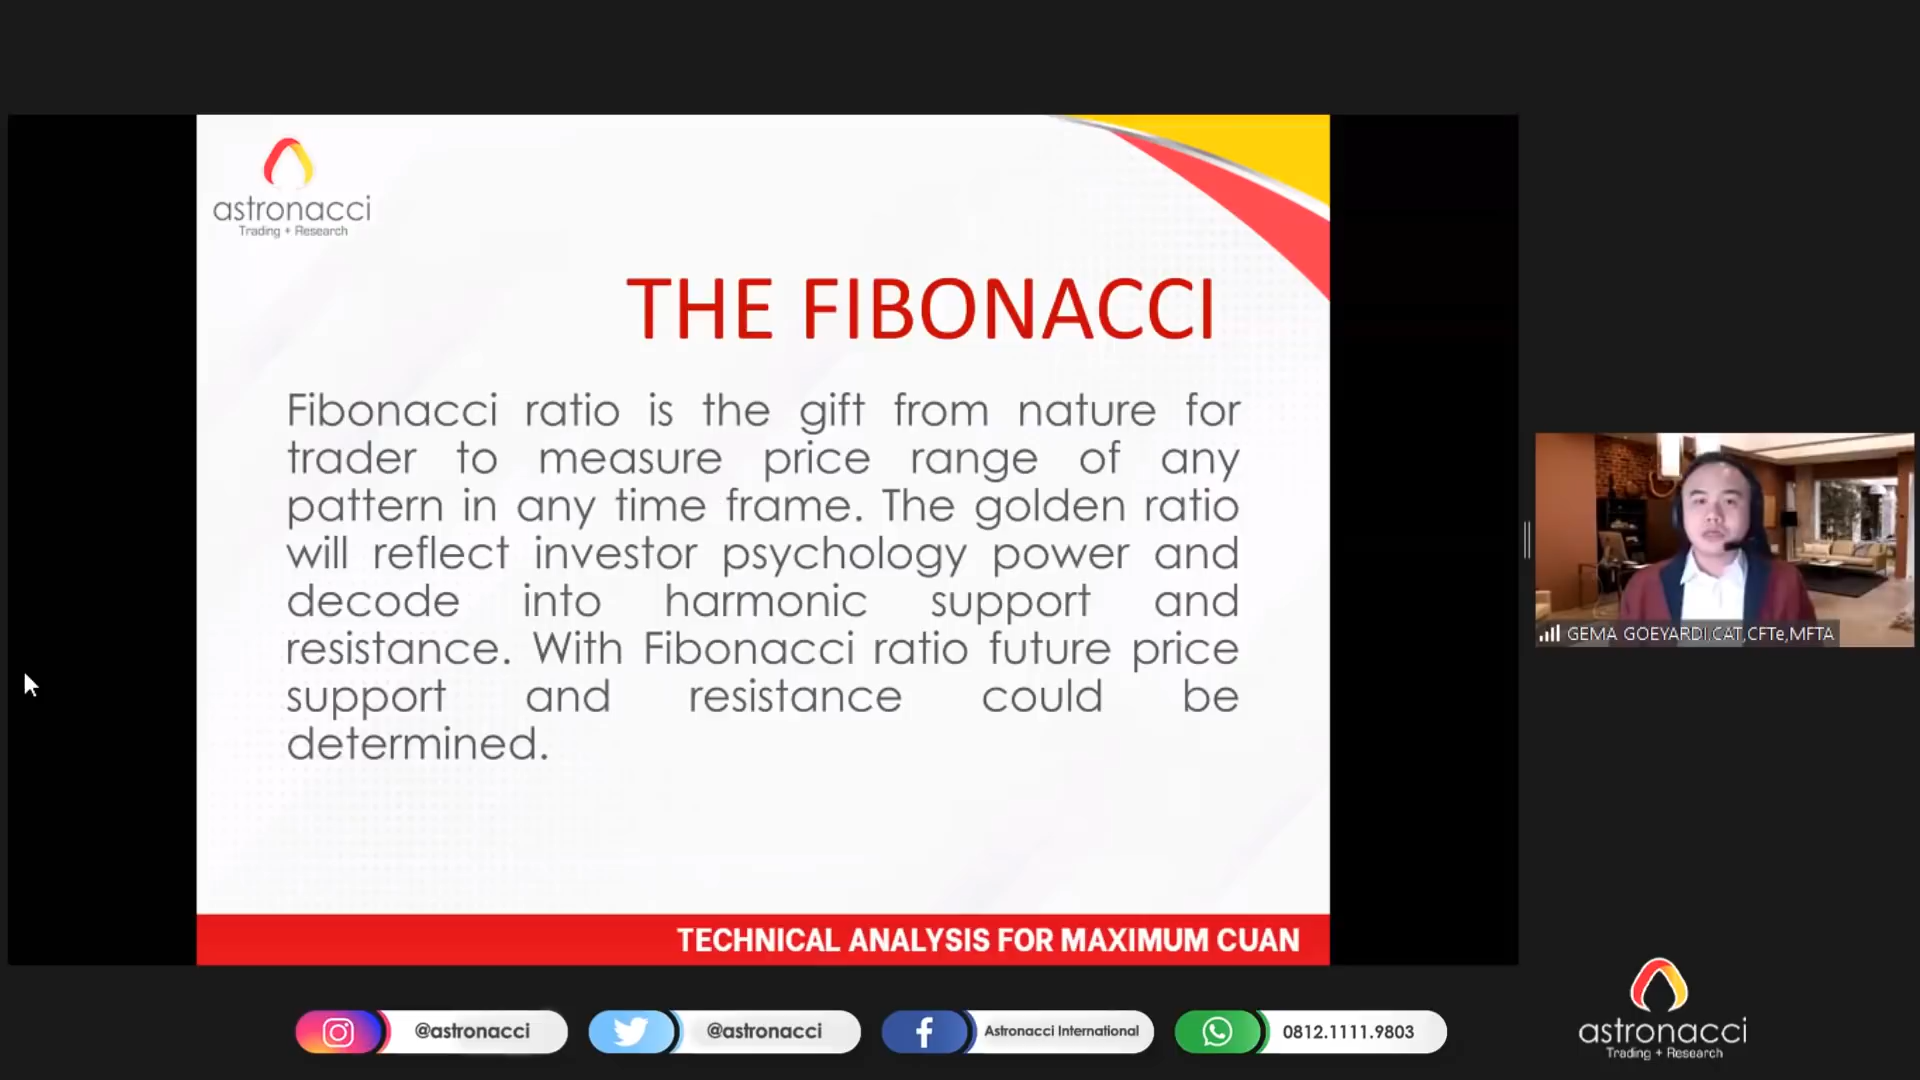 astronacci
Trading + Research
THE FIBONACCI
Fibonacci ratio is the gift from nature for
trader to measure price range of any
pattern in any time frame. The golden ratio
will reflect investor psychology power and
decode into harmonic support and
resistance. With Fibonacci ratio future price
support and resistance could be
determined.
TECHNICAL ANALYSIS FOR MAXIMUM CUAN
GEMA GOEYARDI,CAT,CFTe,MFTA
@astronacci
@astronacci
Astronacci International
0812.1111.9803
astronacci
Trading + Research